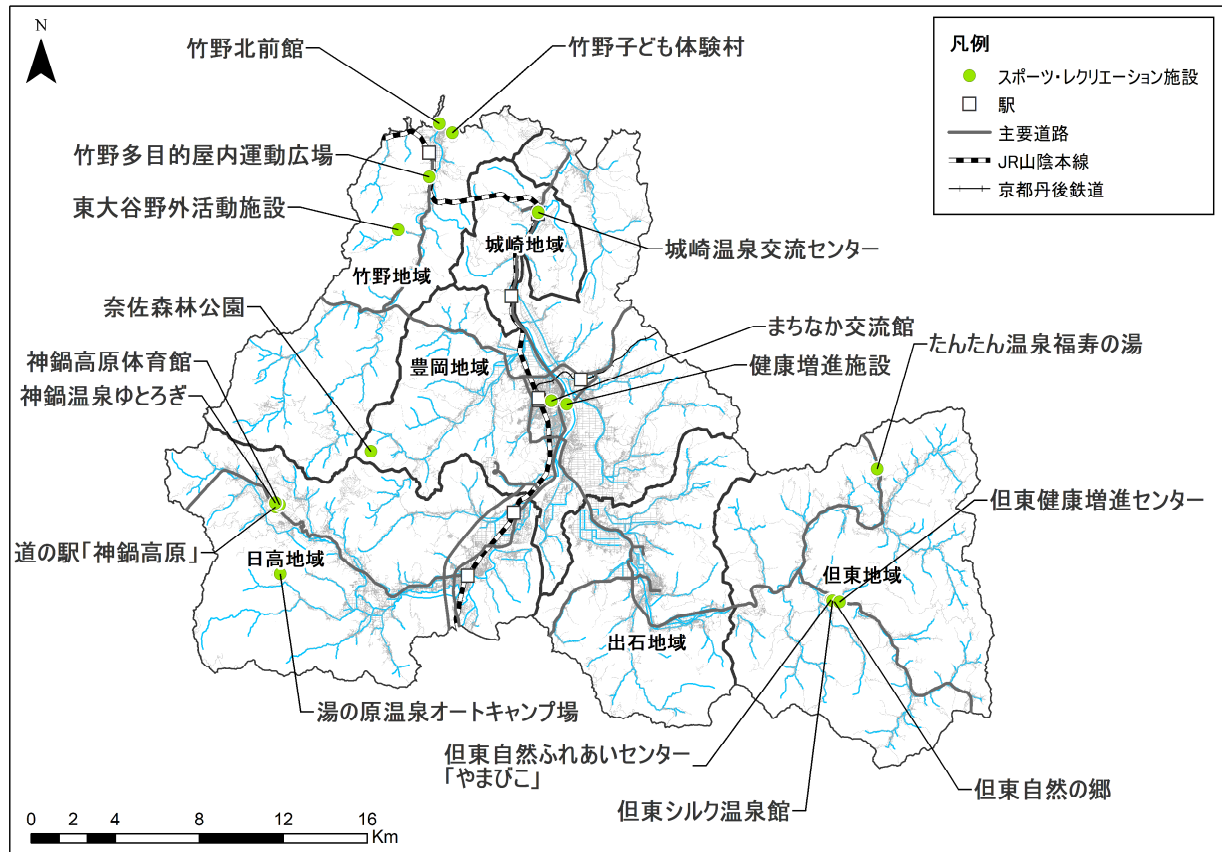 N
竹野北前館
竹野子ども体験村
凡例
スポーツ・レクリエーション施設
駅
主要道路
JR山陰本線
京都丹後鉄道
竹野多目的屋内運動広場
東大谷野外活動施設
城崎地域
城崎温泉交流センター
竹野地域
奈佐森林公園
まちなか交流館
たんたん温泉福寿の湯
神鍋高原体育館
豊岡地域
健康増進施設
神鍋温泉ゆとろぎ
但東健康増進センター
道の駅「神鍋高原」
日高地域
但東地域
出石地域
湯の原温泉オートキャンプ場
但東自然ふれあいセンター
「やまびこ」
但東自然の郷
但東シルク温泉館
0 2 4 8 12 16
Km